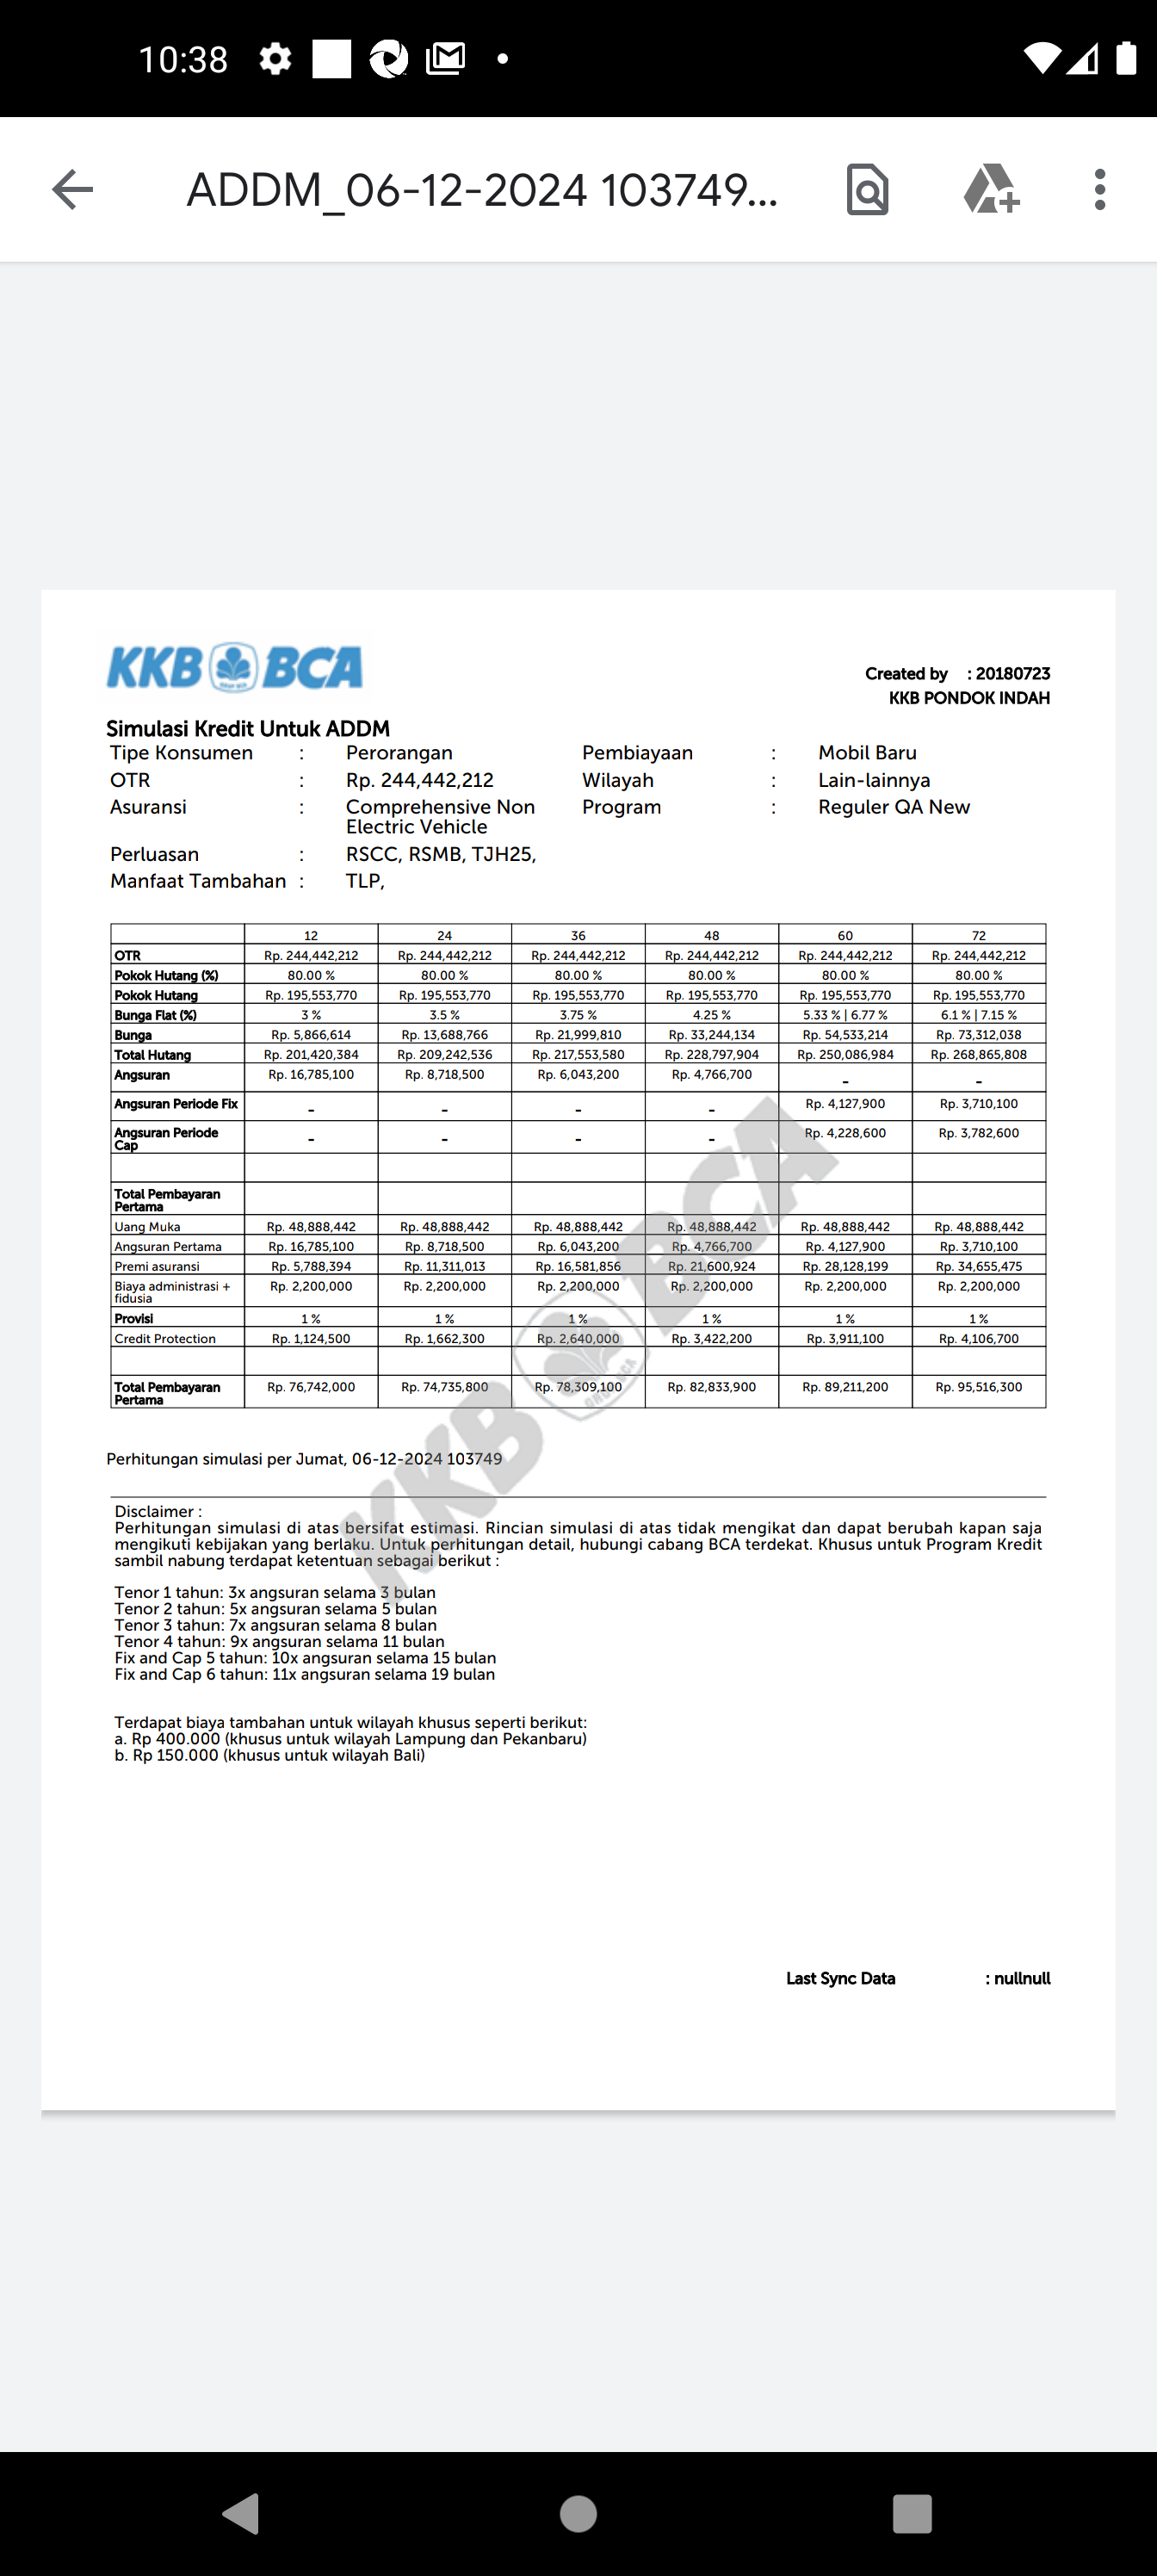 10:38
ADDM_06-12-2024 103749...
KKB BCA
Created by : 20180723
KKB PONDOK INDAH
Simulasi Kredit Untuk ADDM
Tipe Konsumen : Perorangan Pembiayaan : Mobil Baru
OTR : Rp. 244,442,212 Wilayah : Lain-lainnya
Asuransi : Comprehensive Non Program : Reguler QA New
Electric Vehicle
Perluasan : RSCC, RSMB, TJH25,
Manfaat Tambahan : TLP,
12 24 36 48 60 72
OTR Rp. 244,442,212 Rp. 244,442,212 Rp. 244,442,212 Rp. 244,442,212 Rp. 244,442,212 Rp. 244,442,212
Pokok Hutang (%) 80.00 % 80.00 % 80.00 % 80.00 % 80.00 % 80.00 %
Pokok Hutang Rp. 195,553,770 Rp. 195,553,770 Rp. 195,553,770 Rp. 195,553,770 Rp. 195,553,770 Rp. 195,553,770
Bunga Flat (%) 3 % 3.5 % 3.75 % 4.25 % 5.33 % | 6.77 % 6.1 % | 7.15 %
Bunga Rp. 5,866,614 Rp. 13,688,766 Rp. 21,999,810 Rp. 33,244,134 Rp. 54,533,214 Rp. 73,312,038
Total Hutang Rp. 201,420,384 Rp. 209,242,536 Rp. 217,553,580 Rp. 228,797,904 Rp. 250,086,984 Rp. 268,865,808
Angsuran Rp. 16,785,100 Rp. 8,718,500 Rp. 6,043,200 Rp. 4,766,700 - -
Angsuran Periode Fix - - - - Rp. 4,127,900 Rp. 3,710,100
Angsuran Periode - - - - Rp. 4,228,600 Rp. 3,782,600
Cap
Total Pembayaran
Pertama
Uang Muka Rp. 48,888,442 Rp. 48,888,442 Rp. 48,888,442 Rp. 48,888,442 Rp. 48,888,442 Rp. 48,888,442
Angsuran Pertama Rp. 16,785,100 Rp. 8,718,500 Rp. 6,043,200 Rp. 4,766,700 Rp. 4,127,900 Rp. 3,710,100
Premi asuransi Rp. 5,788,394 Rp. 11,311,013 Rp. 16,581,856 Rp. 21,600,924 Rp. 28,128,199 Rp. 34,655,475
Biaya administrasi + Rp. 2,200,000 Rp. 2,200,000 Rp. 2,200,000 Rp. 2,200,000 Rp. 2,200,000 Rp. 2,200,000
fidusia
Provisi 1 % 1 % 1 % 1 % 1 % 1 %
Credit Protection Rp. 1,124,500 Rp. 1,662,300 Rp. 2,640,000 Rp. 3,422,200 Rp. 3,911,100 Rp. 4,106,700
Total Pembayaran Rp. 76,742,000 Rp. 74,735,800 Rp. 78,309,100 Rp. 82,833,900 Rp. 89,211,200 Rp. 95,516,300
Pertama
KKB BCA
Perhitungan simulasi per Jumat, 06-12-2024 103749
Disclaimer :
Perhitungan simulasi di atas bersifat estimasi. Rincian simulasi di atas tidak mengikat dan dapat berubah kapan saja
mengikuti kebijakan yang berlaku. Untuk perhitungan detail, hubungi cabang BCA terdekat. Khusus untuk Program Kredit
sambil nabung terdapat ketentuan sebagai berikut :
Tenor 1 tahun: 3x angsuran selama 3 bulan
Tenor 2 tahun: 5x angsuran selama 5 bulan
Tenor 3 tahun: 7x angsuran selama 8 bulan
Tenor 4 tahun: 9x angsuran selama 11 bulan
Fix and Cap 5 tahun: 10x angsuran selama 15 bulan
Fix and Cap 6 tahun: 11x angsuran selama 19 bulan
Terdapat biaya tambahan untuk wilayah khusus seperti berikut:
a. Rp 400.000 (khusus untuk wilayah Lampung dan Pekanbaru)
b. Rp 150.000 (khusus untuk wilayah Bali)
Last Sync Data : nullnull